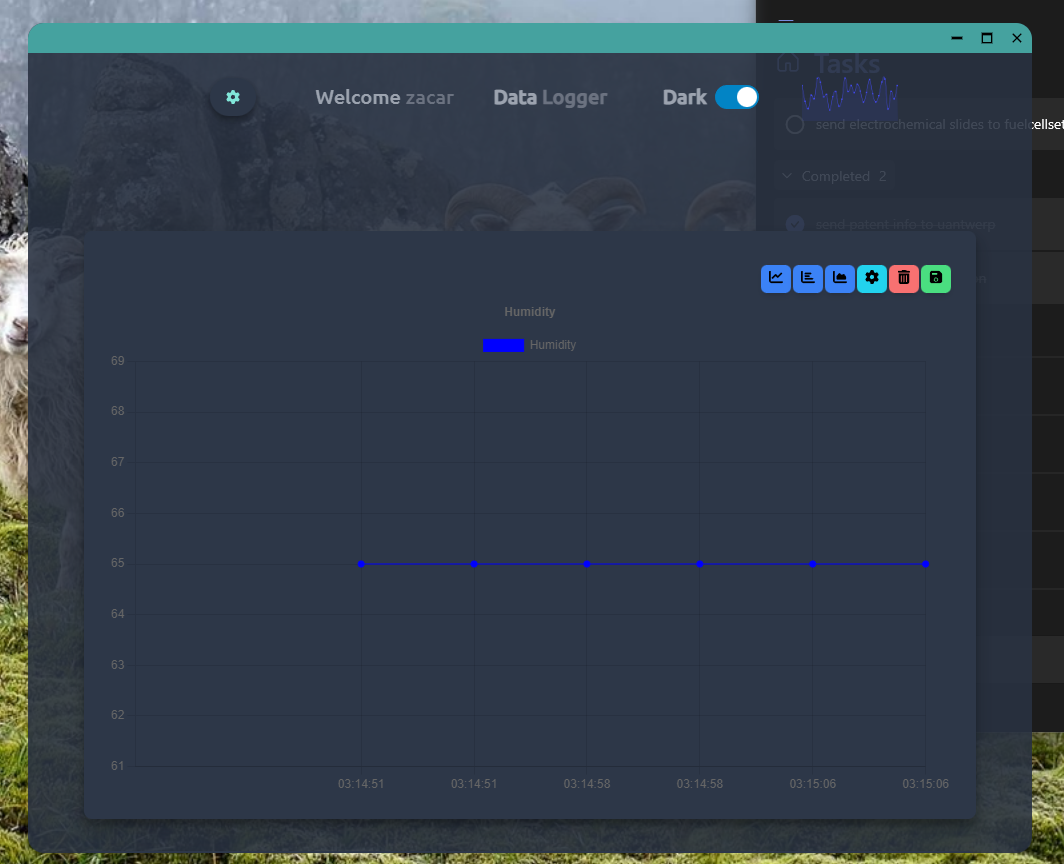 Welcome zacar
Data Logger
Dark
Tasks
send electrochemical slides to fuelcellset
Completed 2
send patent info to uantwerp
Humidity
Humidity
69
68
67
66
65
64
63
62
61
03:14:51
03:14:51
03:14:58
03:14:58
03:15:06
03:15:06